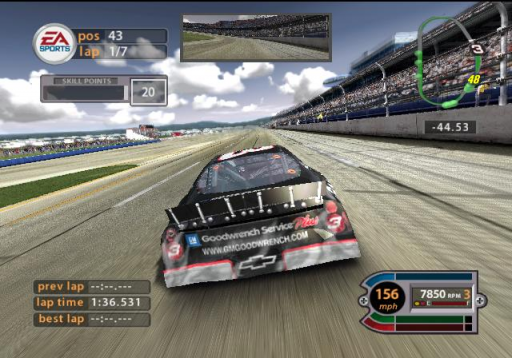 EA
SPORTS
pos 43
lap 1/7
SKILL POINTS
20
3
48
-44.53
Goodwrench Service Plus
WWW.GMGOODWRENCH.COM
GM
3
3
prev lap --:--.---
lap time 1:36.531
best lap --:--.---
156
mph
7850 RPM 3
E F